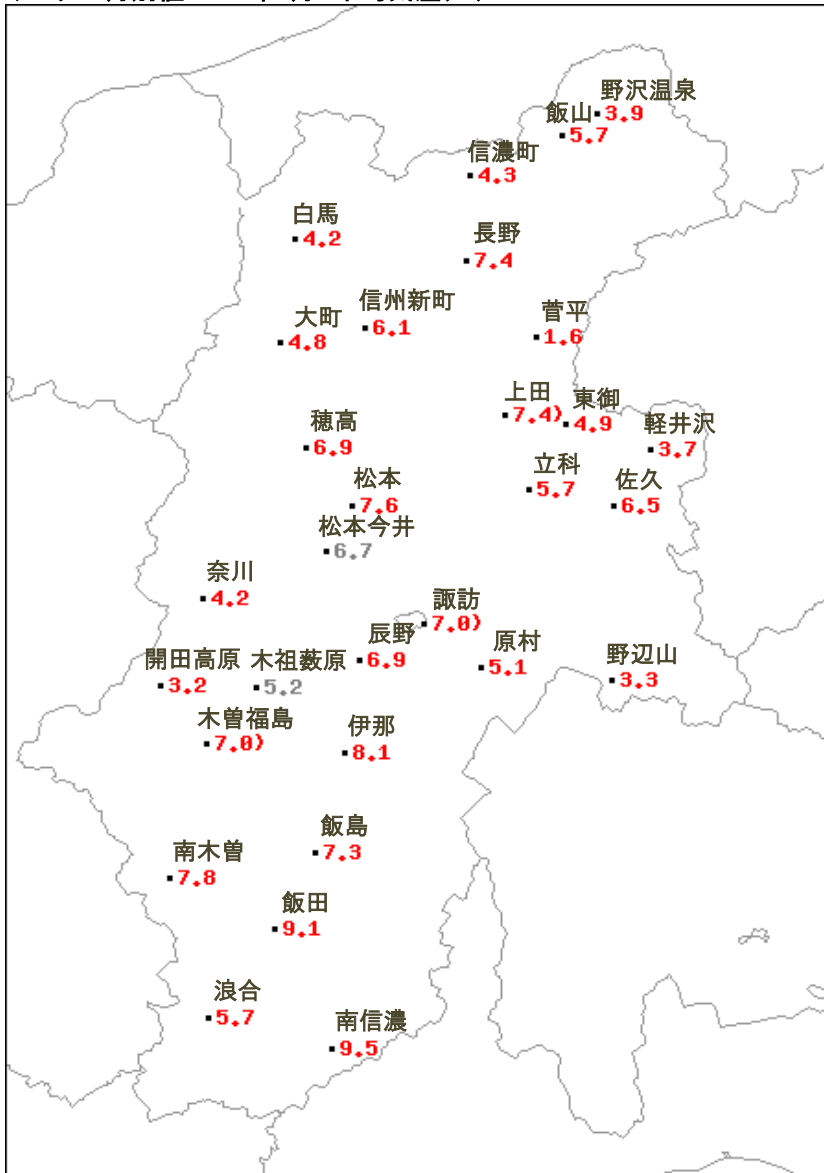 野沢温泉
3.9
飯山
5.7
信濃町
4.3
白馬
4.2
長野
7.4
信州新町
6.1
大町
4.8
菅平
1.6
上田
7.4)
東御
4.9
軽井沢
3.7
穂高
6.9
立科
5.7
佐久
6.5
松本
7.6
松本今井
6.7
奈川
4.2
諏訪
7.0)
辰野
6.9
原村
5.1
野辺山
3.3
開田高原
3.2
木祖薮原
5.2
木曽福島
7.0)
伊那
8.1
飯島
7.3
南木曽
7.8
飯田
9.1
浪合
5.7
南信濃
9.5